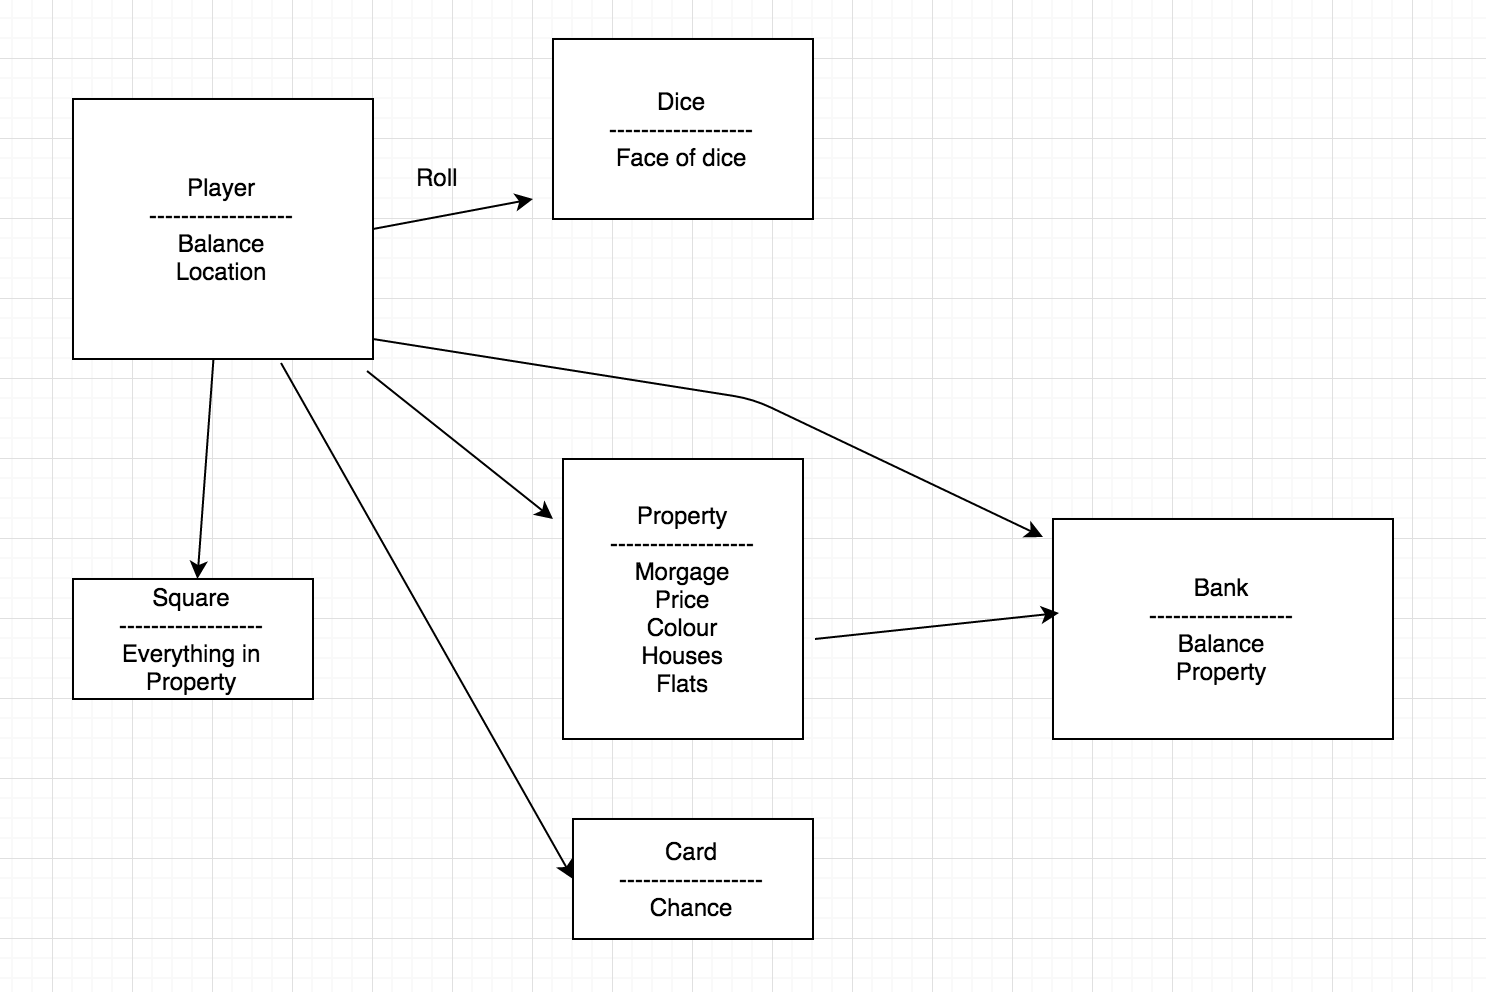 Dice
------------------
Face of dice
Player
------------------
Balance
Location
Roll
Property
------------------
Morgage
Price
Colour
Houses
Flats
Bank
------------------
Balance
Property
Square
------------------
Everything in
Property
Card
------------------
Chance